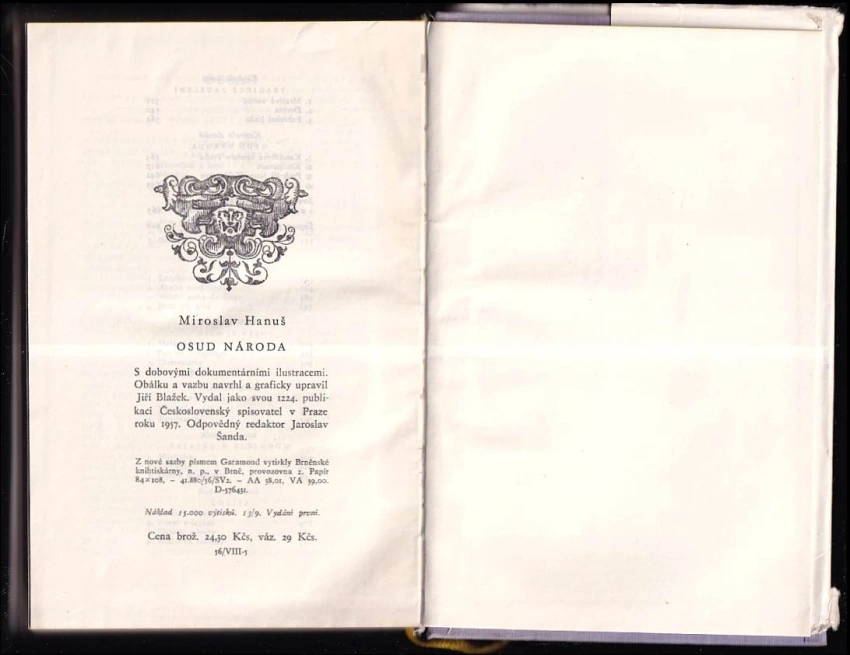 Miroslav Hanuš
OSUD NÁRODA
S dobovými dokumentárními ilustracemi.
Obálku a vazbu navrhl a graficky upravil
Jiří Blažek. Vydal jako svou 1224. publi-
kaci Československý spisovatel v Praze
roku 1957. Odpovědný redaktor Jaroslav
Šanda.
Z nové sazby písmem Garamond vytiskly Brněnské
knihtiskárny, n. p., v Brně, provozovna 2. Papír
84×108, – 41.880/56/SV2. – AA 38,01, VA 39,00.
D-576431.
Náklad 15.000 výtisků. 13/9. Vydání první.
Cena brož. 24,30 Kčs, váz. 29 Kčs.
56/VIII-5